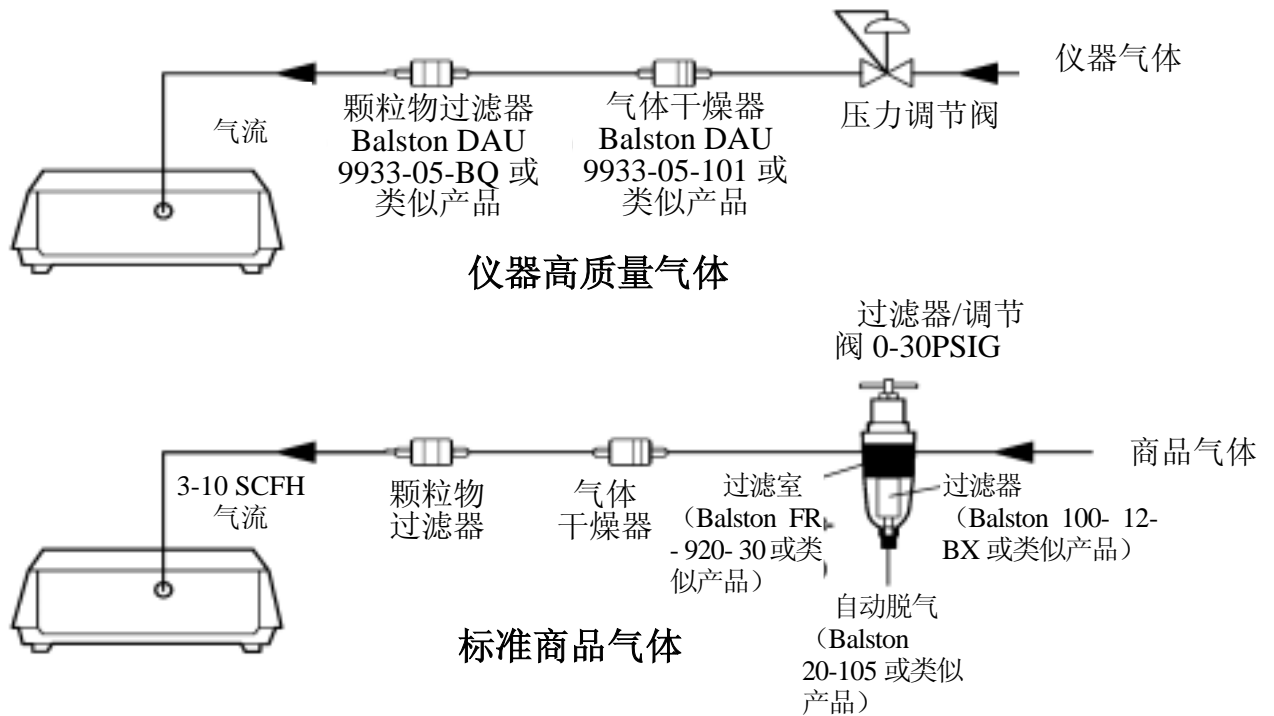 仪器气体
气流
颗粒物过滤器
Balston DAU
9933-05-BQ 或
类似产品
气体干燥器
Balston DAU
9933-05-101 或
类似产品
压力调节阀
仪器高质量气体
过滤器/调节
阀 0-30PSIG
商品气体
3-10 SCFH
气流
颗粒物
过滤器
气体
干燥器
过滤室
（Balston FR
- 920- 30 或类
似产品）
过滤器
（Balston 100- 12-
BX 或类似产品）
自动脱气
（Balston
20-105 或类似
产品）
标准商品气体